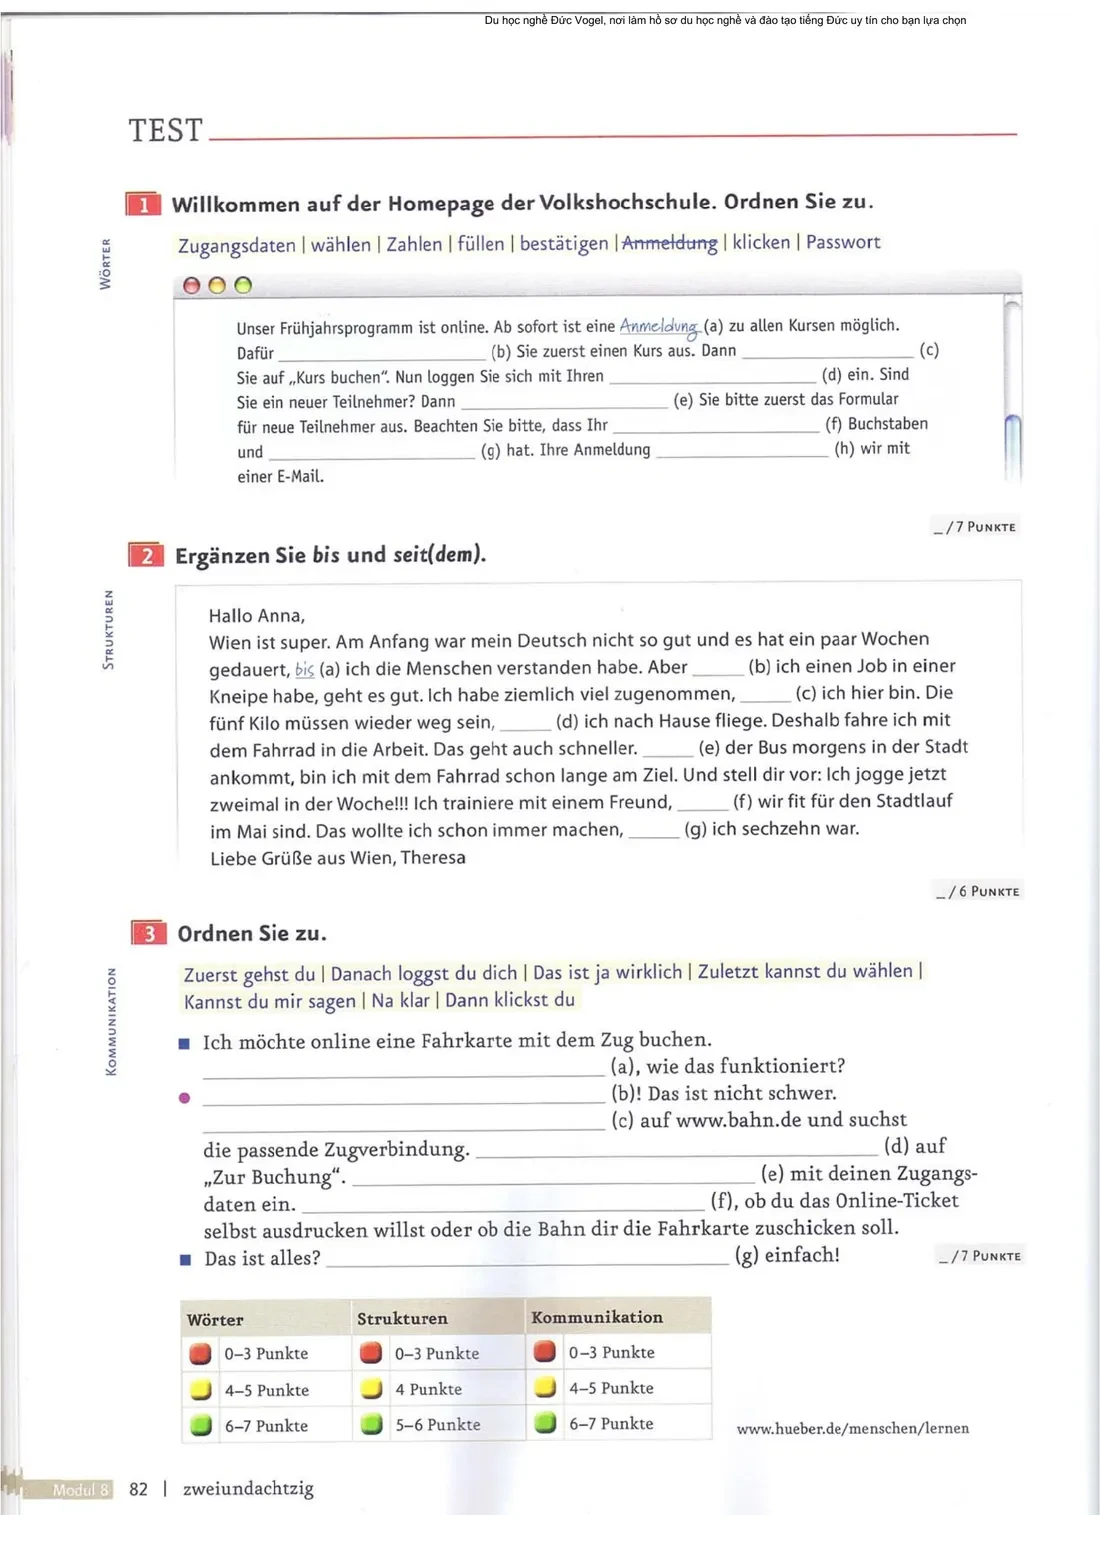 Du học nghề Đức Vogel, nơi làm hồ sơ du học nghề và đào tạo tiếng Đức uy tín cho bạn lựa chọn
TEST
1 Willkommen auf der Homepage der Volkshochschule. Ordnen Sie zu.
WÖRTER
Zugangsdaten | wählen | Zahlen | füllen | bestätigen | Anmeldung | klicken | Passwort
Unser Frühjahrsprogramm ist online. Ab sofort ist eine Anmeldung (a) zu allen Kursen möglich.
Dafür ____________ (b) Sie zuerst einen Kurs aus. Dann ____________ (c)
Sie auf „Kurs buchen“. Nun loggen Sie sich mit Ihren ____________ (d) ein. Sind
Sie ein neuer Teilnehmer? Dann ____________ (e) Sie bitte zuerst das Formular
für neue Teilnehmer aus. Beachten Sie bitte, dass Ihr ____________ (f) Buchstaben
und ____________ (g) hat. Ihre Anmeldung ____________ (h) wir mit
einer E-Mail.
_ / 7 PUNKTE
2 Ergänzen Sie bis und seit(dem).
STRUKTUREN
Hallo Anna,
Wien ist super. Am Anfang war mein Deutsch nicht so gut und es hat ein paar Wochen
gedauert, bis (a) ich die Menschen verstanden habe. Aber _____ (b) ich einen Job in einer
Kneipe habe, geht es gut. Ich habe ziemlich viel zugenommen, _____ (c) ich hier bin. Die
fünf Kilo müssen wieder weg sein, _____ (d) ich nach Hause fliege. Deshalb fahre ich mit
dem Fahrrad in die Arbeit. Das geht auch schneller. _____ (e) der Bus morgens in der Stadt
ankommt, bin ich mit dem Fahrrad schon lange am Ziel. Und stell dir vor: Ich jogge jetzt
zweimal in der Woche!!! Ich trainiere mit einem Freund, _____ (f) wir fit für den Stadtlauf
im Mai sind. Das wollte ich schon immer machen, _____ (g) ich sechzehn war.
Liebe Grüße aus Wien, Theresa
_ / 6 PUNKTE
3 Ordnen Sie zu.
KOMMUNIKATION
Zuerst gehst du | Danach loggst du dich | Das ist ja wirklich | Zuletzt kannst du wählen |
Kannst du mir sagen | Na klar | Dann klickst du
■ Ich möchte online eine Fahrkarte mit dem Zug buchen.
____________ (a), wie das funktioniert?
● ____________ (b)! Das ist nicht schwer.
____________ (c) auf www.bahn.de und suchst
die passende Zugverbindung. ____________ (d) auf
„Zur Buchung“. ____________ (e) mit deinen Zugangs-
daten ein. ____________ (f), ob du das Online-Ticket
selbst ausdrucken willst oder ob die Bahn dir die Fahrkarte zuschicken soll.
■ Das ist alles? ____________ (g) einfach!
_ / 7 PUNKTE
Wörter Strukturen Kommunikation
0–3 Punkte 0–3 Punkte 0–3 Punkte
4–5 Punkte 4 Punkte 4–5 Punkte
6–7 Punkte 5–6 Punkte 6–7 Punkte
www.hueber.de/menschen/lernen
Modul 8 82 | zweiundachtzig